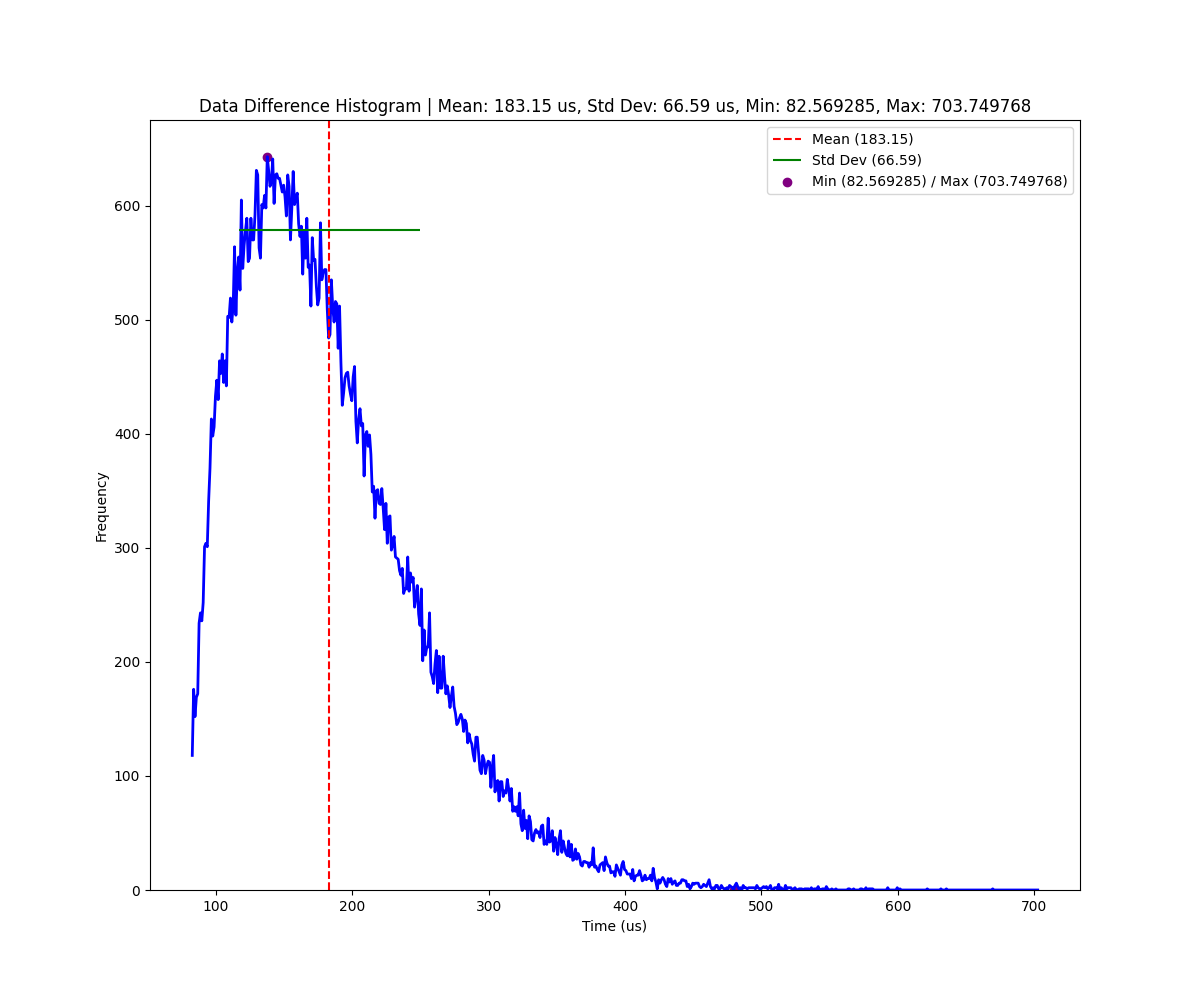 Data Difference Histogram | Mean: 183.15 us, Std Dev: 66.59 us, Min: 82.569285, Max: 703.749768
Mean (183.15)
Std Dev (66.59)
Min (82.569285) / Max (703.749768)
Frequency
600
500
400
300
200
100
0
100 200 300 400 500 600 700
Time (us)